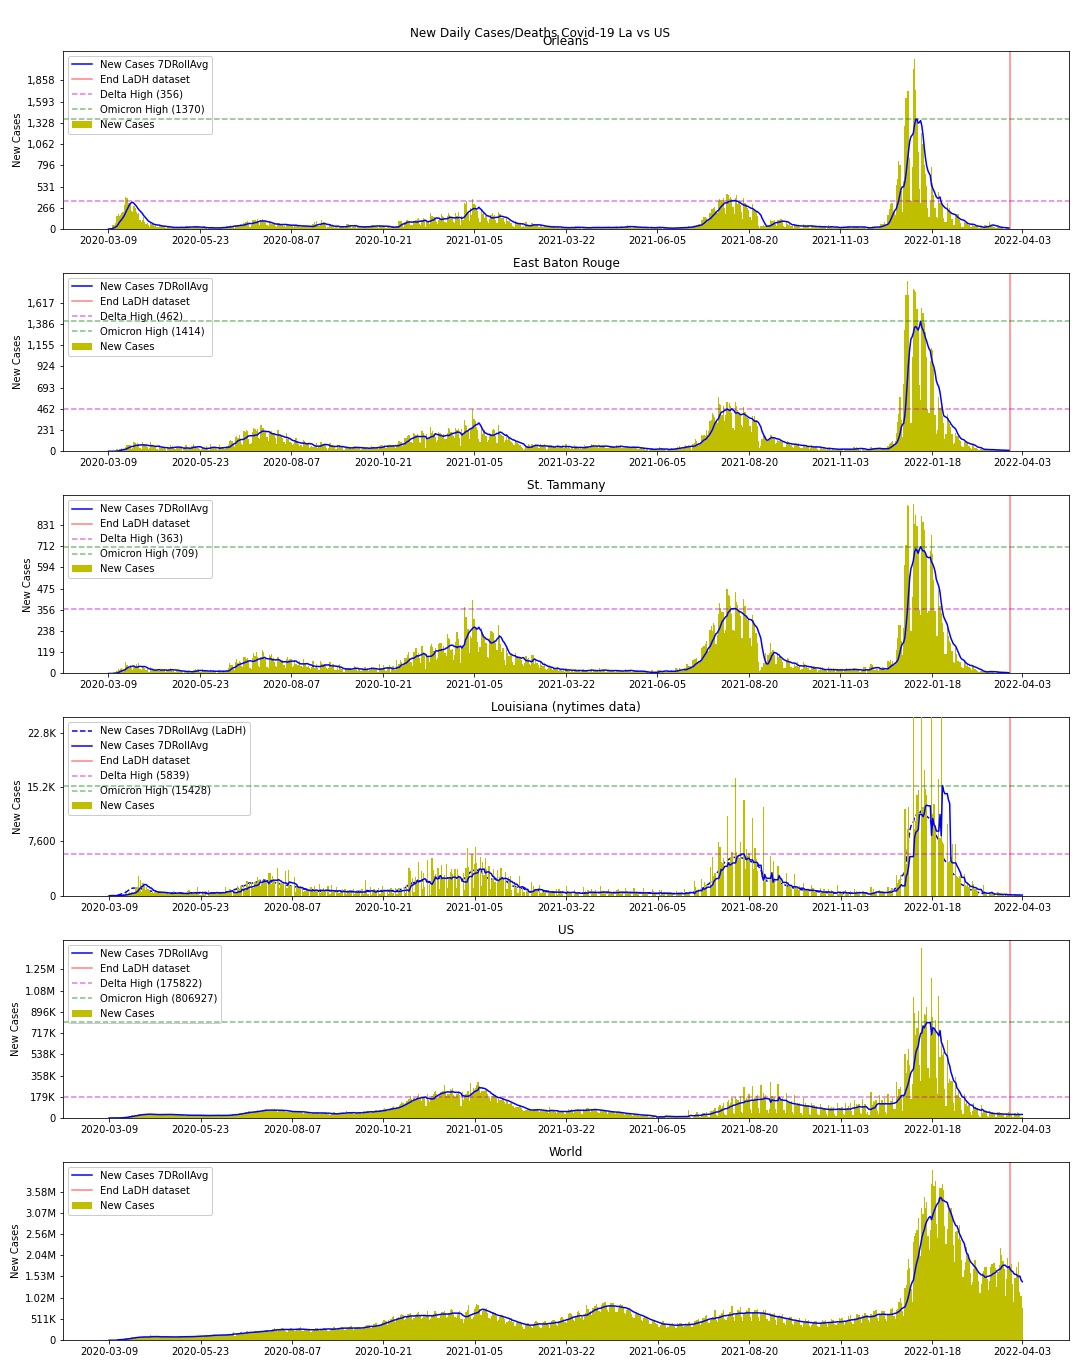 New Daily Cases/Deaths Covid-19 La vs US
Orleans
New Cases 7DRollAvg
End LaDH dataset
Delta High (356)
Omicron High (1370)
New Cases
New Cases
1,858
1,593
1,328
1,062
796
531
266
0
2020-03-09 2020-05-23 2020-08-07 2020-10-21 2021-01-05 2021-03-22 2021-06-05 2021-08-20 2021-11-03 2022-01-18 2022-04-03
East Baton Rouge
New Cases 7DRollAvg
End LaDH dataset
Delta High (462)
Omicron High (1414)
New Cases
New Cases
1,617
1,386
1,155
924
693
462
231
0
2020-03-09 2020-05-23 2020-08-07 2020-10-21 2021-01-05 2021-03-22 2021-06-05 2021-08-20 2021-11-03 2022-01-18 2022-04-03
St. Tammany
New Cases 7DRollAvg
End LaDH dataset
Delta High (363)
Omicron High (709)
New Cases
New Cases
831
712
594
475
356
238
119
0
2020-03-09 2020-05-23 2020-08-07 2020-10-21 2021-01-05 2021-03-22 2021-06-05 2021-08-20 2021-11-03 2022-01-18 2022-04-03
Louisiana (nytimes data)
New Cases 7DRollAvg (LaDH)
New Cases 7DRollAvg
End LaDH dataset
Delta High (5839)
Omicron High (15428)
New Cases
New Cases
22.8K
15.2K
7,600
0
2020-03-09 2020-05-23 2020-08-07 2020-10-21 2021-01-05 2021-03-22 2021-06-05 2021-08-20 2021-11-03 2022-01-18 2022-04-03
US
New Cases 7DRollAvg
End LaDH dataset
Delta High (175822)
Omicron High (806927)
New Cases
New Cases
1.25M
1.08M
896K
717K
538K
358K
179K
0
2020-03-09 2020-05-23 2020-08-07 2020-10-21 2021-01-05 2021-03-22 2021-06-05 2021-08-20 2021-11-03 2022-01-18 2022-04-03
World
New Cases 7DRollAvg
End LaDH dataset
New Cases
New Cases
3.58M
3.07M
2.56M
2.04M
1.53M
1.02M
511K
0
2020-03-09 2020-05-23 2020-08-07 2020-10-21 2021-01-05 2021-03-22 2021-06-05 2021-08-20 2021-11-03 2022-01-18 2022-04-03